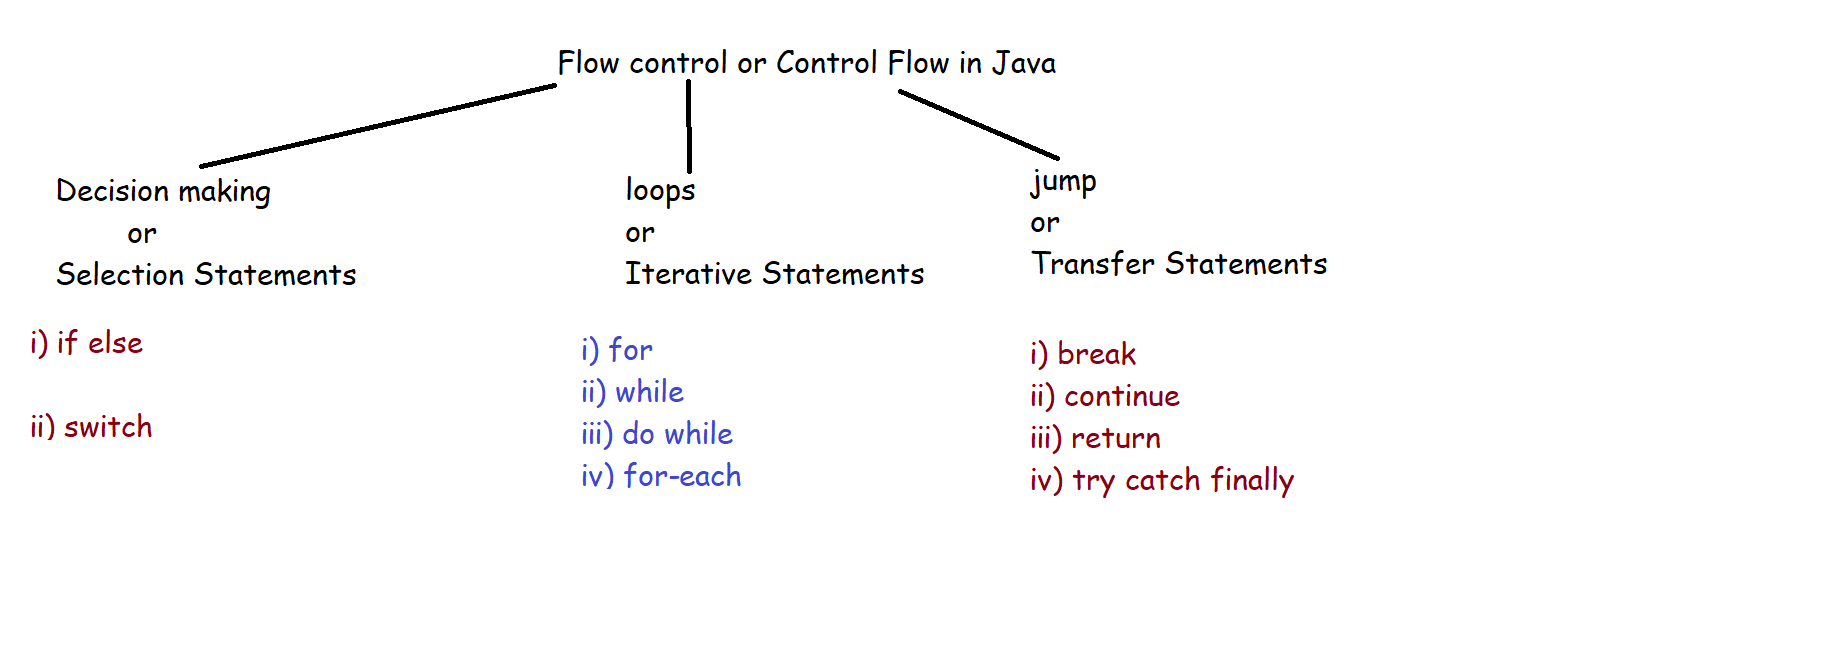 Flow control or Control Flow in Java
Decision making
or
Selection Statements
i) if else
ii) switch
loops
or
Iterative Statements
i) for
ii) while
iii) do while
iv) for-each
jump
or
Transfer Statements
i) break
ii) continue
iii) return
iv) try catch finally